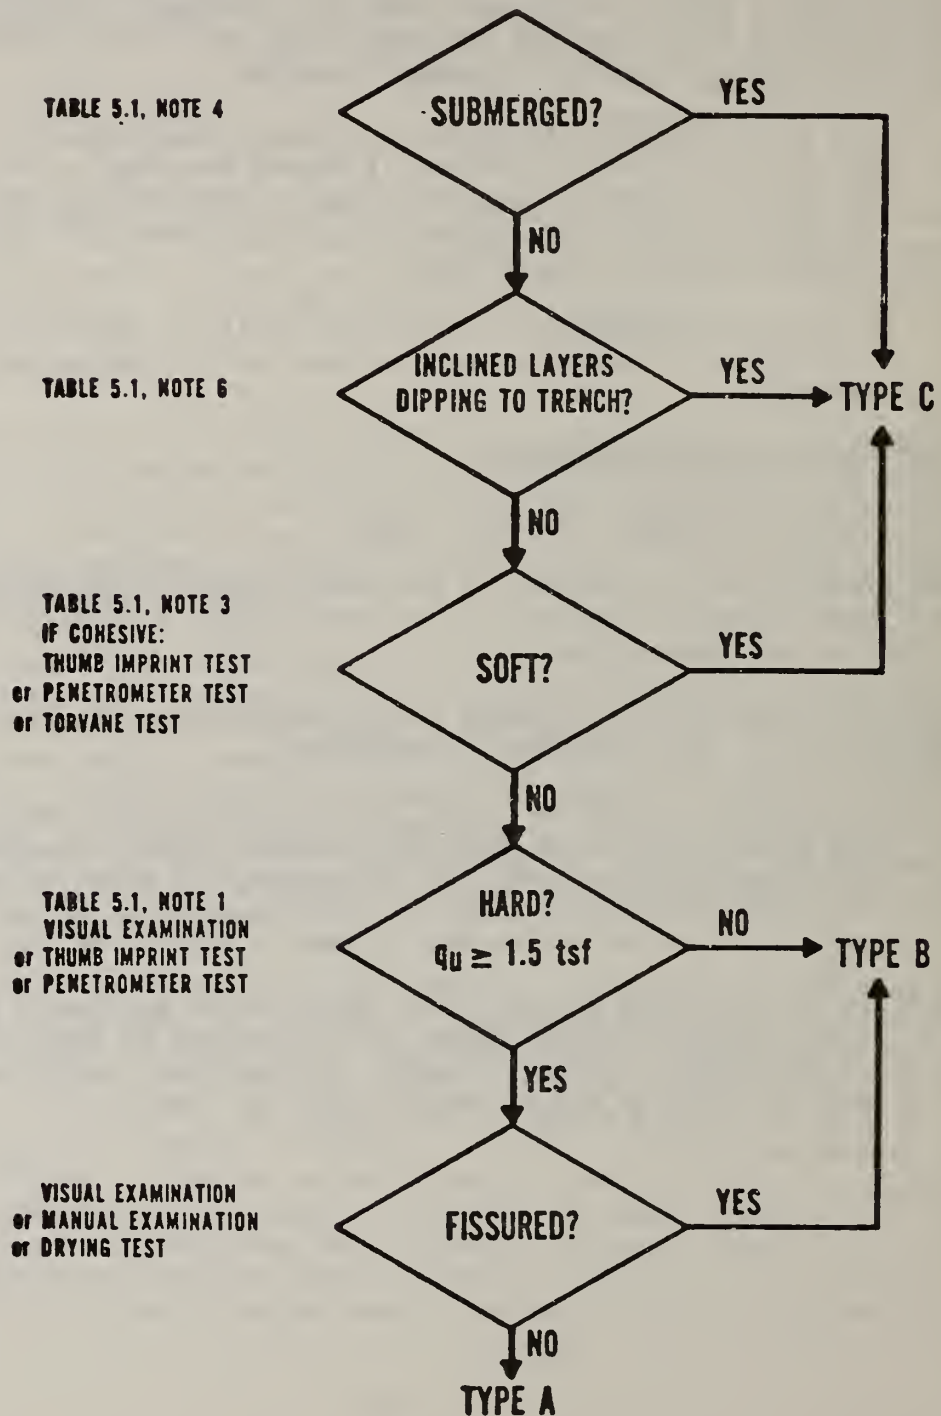 TABLE 5.1, NOTE 4
SUBMERGED?
YES
NO
TABLE 5.1, NOTE 6
INCLINED LAYERS
DIPPING TO TRENCH?
YES
TYPE C
NO
TABLE 5.1, NOTE 3
IF COHESIVE:
THUMB IMPRINT TEST
or PENETROMETER TEST
or TORVANE TEST
SOFT?
YES
NO
TABLE 5.1, NOTE 1
VISUAL EXAMINATION
or THUMB IMPRINT TEST
or PENETROMETER TEST
HARD?
qu ≥ 1.5 tsf
NO
TYPE B
YES
VISUAL EXAMINATION
or MANUAL EXAMINATION
or DRYING TEST
FISSURED?
YES
NO
TYPE A